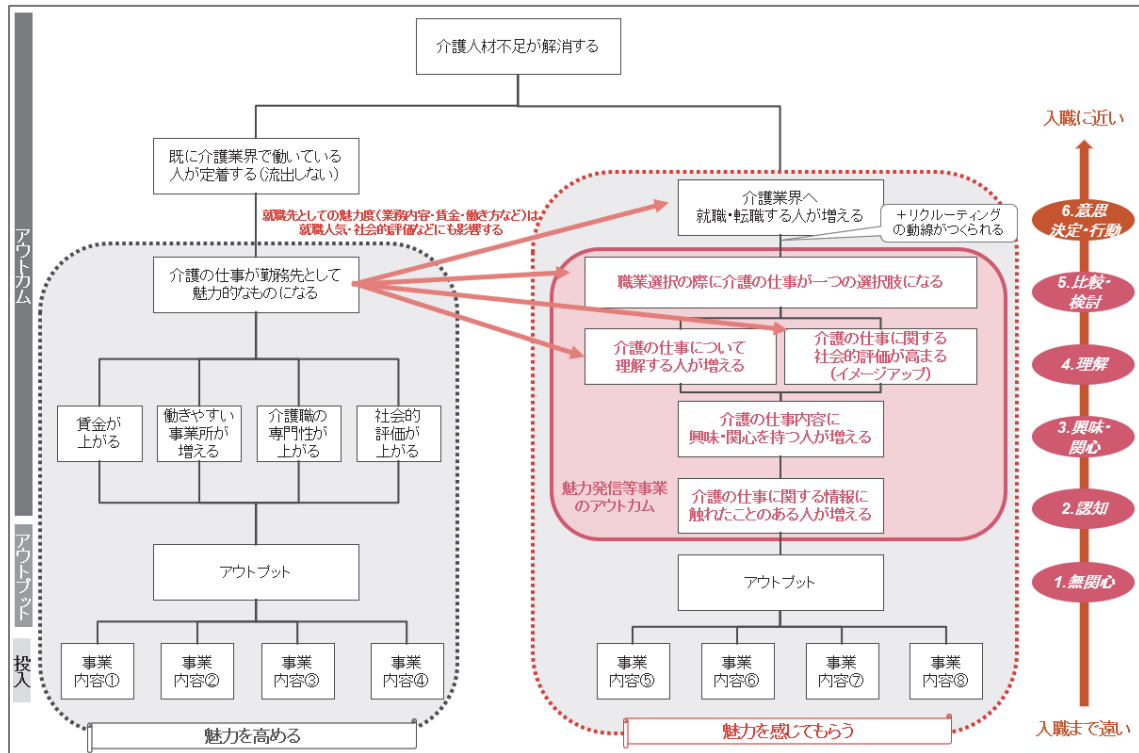 介護人材不足が解消する
アウトカム
アウトプット
投入
既に介護業界で働いている
人が定着する(流出しない)
就職先としての魅力度(業務内容・賃金・働き方など)は
就職人気・社会的評価などにも影響する
介護の仕事が勤務先として
魅力的なものになる
賃金が
上がる
働きやすい
事業所が
増える
介護職の
専門性が
上がる
社会的
評価が
上がる
アウトプット
事業
内容①
事業
内容②
事業
内容③
事業
内容④
魅力を高める
介護業界へ
就職・転職する人が増える
+リクルーティング
の動線がつくられる
職業選択の際に介護の仕事が一つの選択肢になる
介護の仕事について
理解する人が増える
介護の仕事に関する
社会的評価が高まる
(イメージアップ)
介護の仕事内容に
興味・関心を持つ人が増える
魅力発信等事業
のアウトカム
介護の仕事に関する情報に
触れたことのある人が増える
アウトプット
事業
内容⑤
事業
内容⑥
事業
内容⑦
事業
内容⑧
魅力を感じてもらう
入職に近い
6.意思
決定・行動
5.比較・
検討
4.理解
3.興味・
関心
2.認知
1.無関心
入職まで遠い